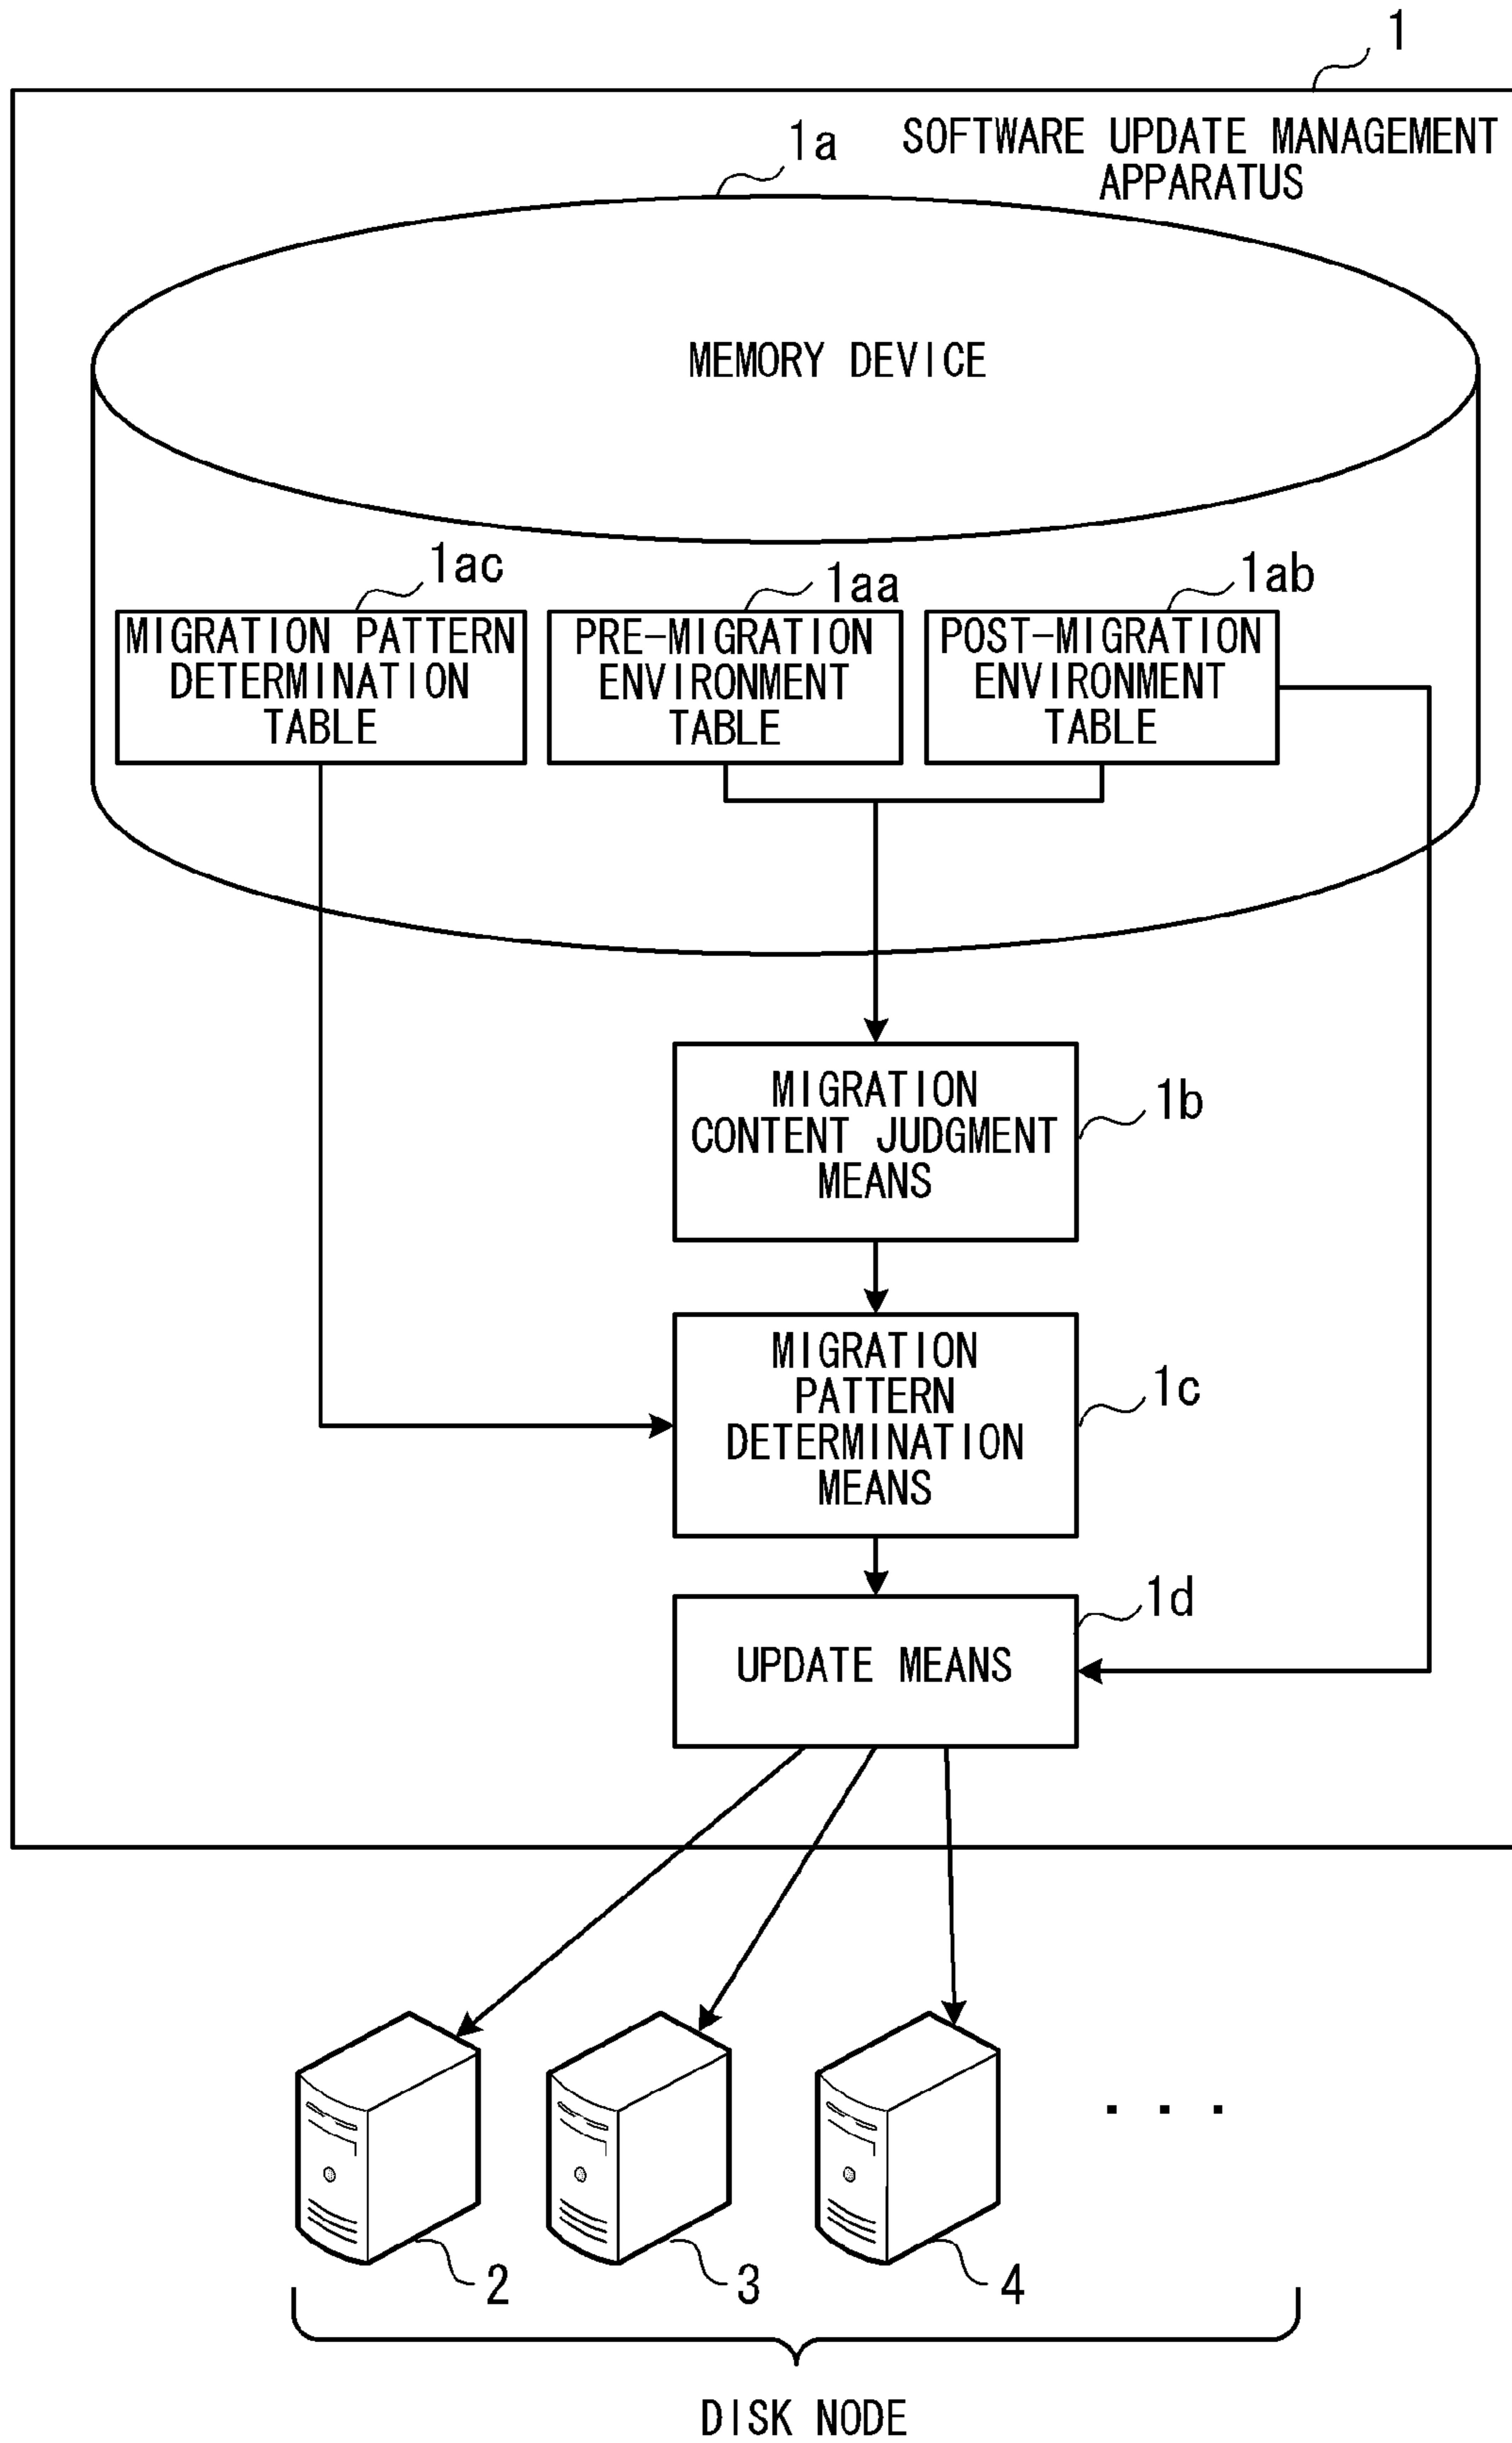 1
SOFTWARE UPDATE MANAGEMENT
APPARATUS
1a
MEMORY DEVICE
1ac
1aa
1ab
MIGRATION PATTERN
DETERMINATION
TABLE
PRE-MIGRATION
ENVIRONMENT
TABLE
POST-MIGRATION
ENVIRONMENT
TABLE
MIGRATION
CONTENT JUDGMENT
MEANS
1b
MIGRATION
PATTERN
DETERMINATION
MEANS
1c
1d
UPDATE MEANS
. . .
2
3
4
DISK NODE